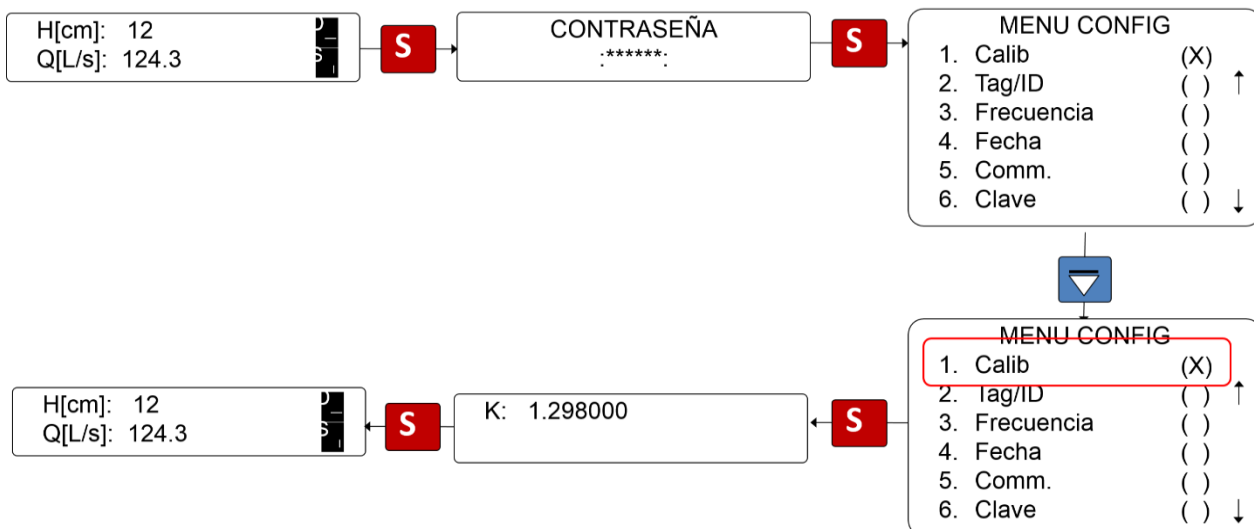 H[cm]: 12
Q[L/s]: 124.3
S
CONTRASEÑA
:******:
S
MENU CONFIG
1. Calib (X)
2. Tag/ID ( ) ↑
3. Frecuencia ( )
4. Fecha ( )
5. Comm. ( )
6. Clave ( ) ↓
MENU CONFIG
1. Calib (X)
2. Tag/ID ( ) ↑
3. Frecuencia ( )
4. Fecha ( )
5. Comm. ( )
6. Clave ( ) ↓
S
K: 1.298000
S
H[cm]: 12
Q[L/s]: 124.3